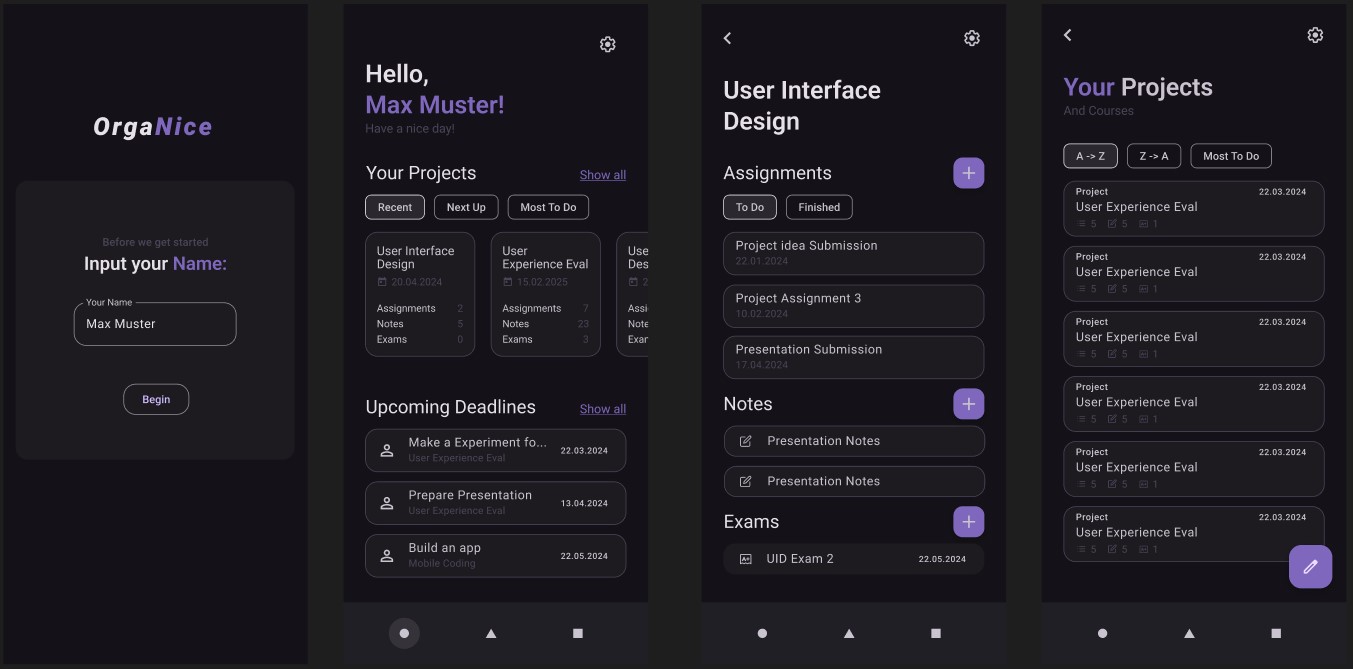 OrgaNice
Before we get started
Input your Name:
Your Name
Max Muster
Begin
Hello,
Max Muster!
Have a nice day!
Your Projects
Show all
Recent
Next Up
Most To Do
User Interface
Design
20.04.2024
Assignments 2
Notes 5
Exams 0
User
Experience Eval
15.02.2025
Assignments 7
Notes 23
Exams 3
Use
Des
2
Assi
Note
Exar
Upcoming Deadlines
Show all
Make a Experiment fo...
User Experience Eval
22.03.2024
Prepare Presentation
User Experience Eval
13.04.2024
Build an app
Mobile Coding
22.05.2024
User Interface
Design
Assignments
To Do
Finished
Project idea Submission
22.01.2024
Project Assignment 3
10.02.2024
Presentation Submission
17.04.2024
Notes
Presentation Notes
Presentation Notes
Exams
A+
UID Exam 2
22.05.2024
Your Projects
And Courses
A -> Z
Z -> A
Most To Do
Project
22.03.2024
User Experience Eval
5 5 1
Project
22.03.2024
User Experience Eval
5 5 1
Project
22.03.2024
User Experience Eval
5 5 1
Project
22.03.2024
User Experience Eval
5 5 1
Project
22.03.2024
User Experience Eval
5 5 1
Project
22.03.2024
User Experience Eval
5 5 1